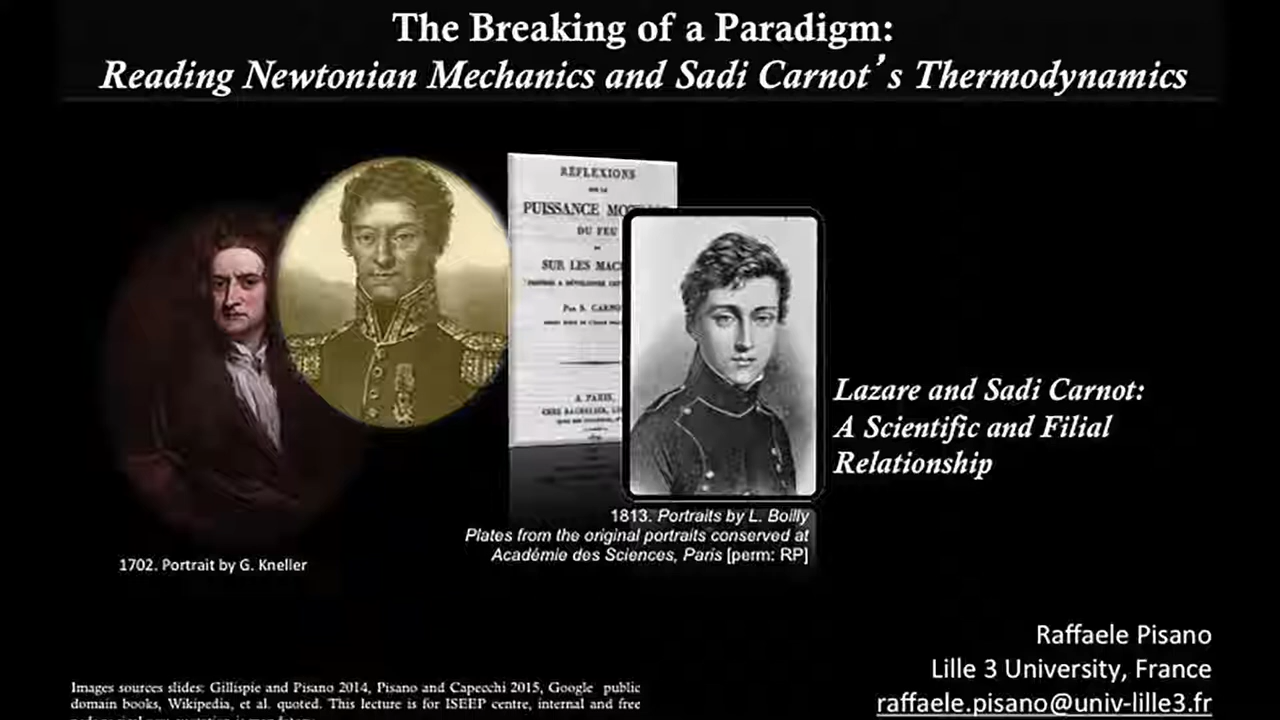 The Breaking of a Paradigm:
Reading Newtonian Mechanics and Sadi Carnot's Thermodynamics
RÉFLEXIONS
SUR LA
PUISSANCE
DU FEU
SUR LES
A PARIS,
Lazare and Sadi Carnot:
A Scientific and Filial
Relationship
1813. Portraits by L. Boilly
Plates from the original portraits conserved at
Académie des Sciences, Paris [perm: RP]
1702. Portrait by G. Kneller
Raffaele Pisano
Lille 3 University, France
raffaele.pisano@univ-lille3.fr
Images sources slides: Gillispie and Pisano 2014, Pisano and Capecchi 2015, Google public
domain books, Wikipedia, et al. quoted. This lecture is for ISEEP centre, internal and free